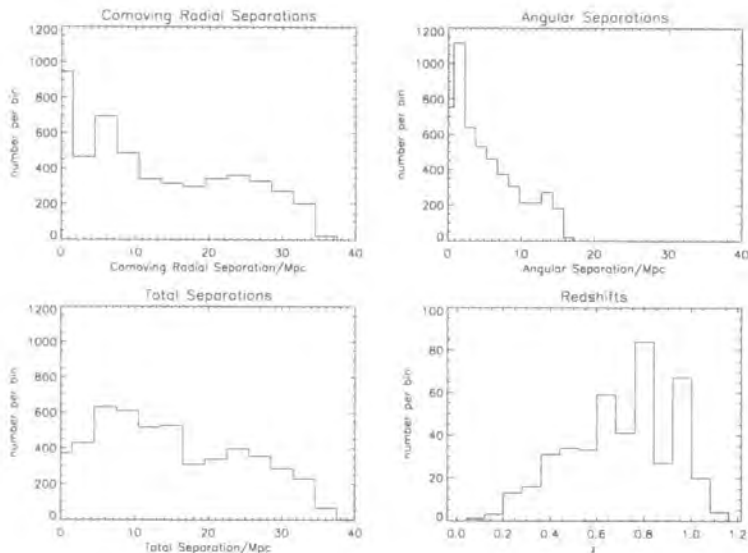 Comoving Radial Separations
1200
1000
800
600
400
200
0
number per bin
0 10 20 30 40
Comoving Radial Separation/Mpc
Angular Separations
1200
1000
800
600
400
200
0
number per bin
0 10 20 30 40
Angular Separation/Mpc
Total Separations
1200
1000
800
600
400
200
0
number per bin
0 10 20 30 40
Total Separation/Mpc
Redshifts
100
80
60
40
20
0
number per bin
0.0 0.2 0.4 0.6 0.8 1.0 1.2